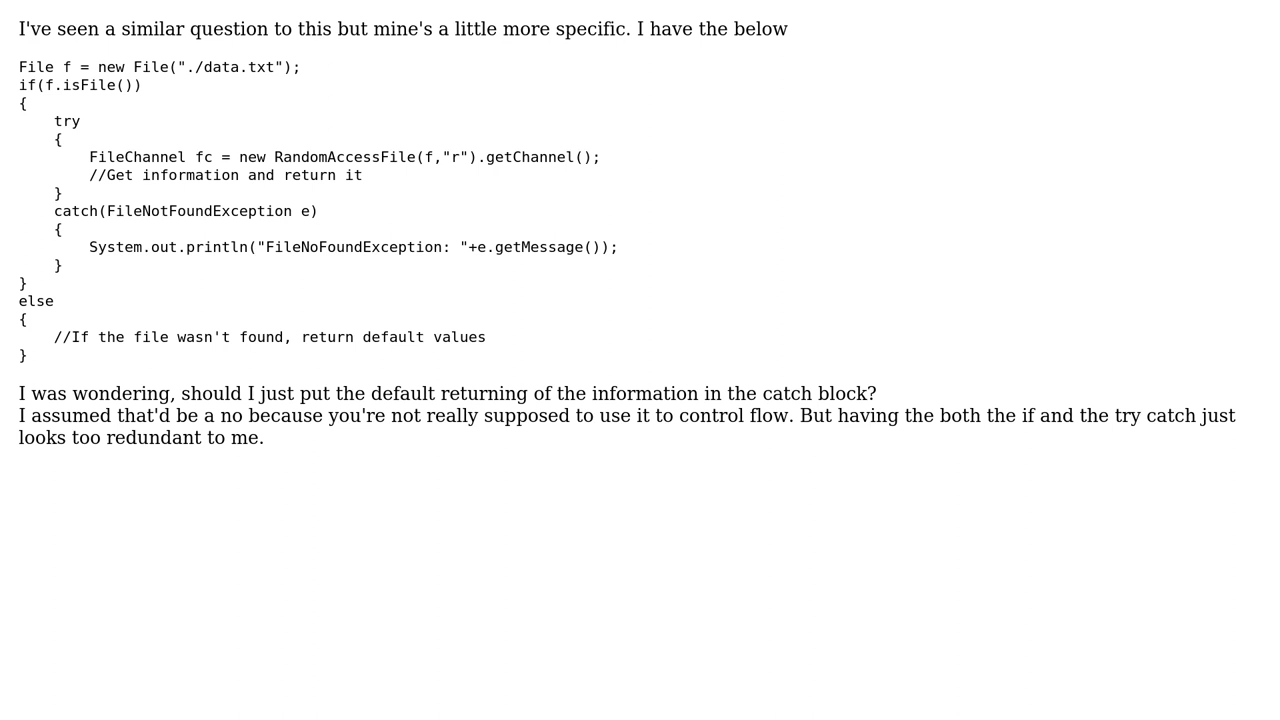 I've seen a similar question to this but mine's a little more specific. I have the below
File f = new File("./data.txt");
if(f.isFile())
{
    try
    {
        FileChannel fc = new RandomAccessFile(f,"r").getChannel();
        //Get information and return it
    }
    catch(FileNotFoundException e)
    {
        System.out.println("FileNoFoundException: "+e.getMessage());
    }
}
else
{
    //If the file wasn't found, return default values
}
I was wondering, should I just put the default returning of the information in the catch block?
I assumed that'd be a no because you're not really supposed to use it to control flow. But having the both the if and the try catch just
looks too redundant to me.